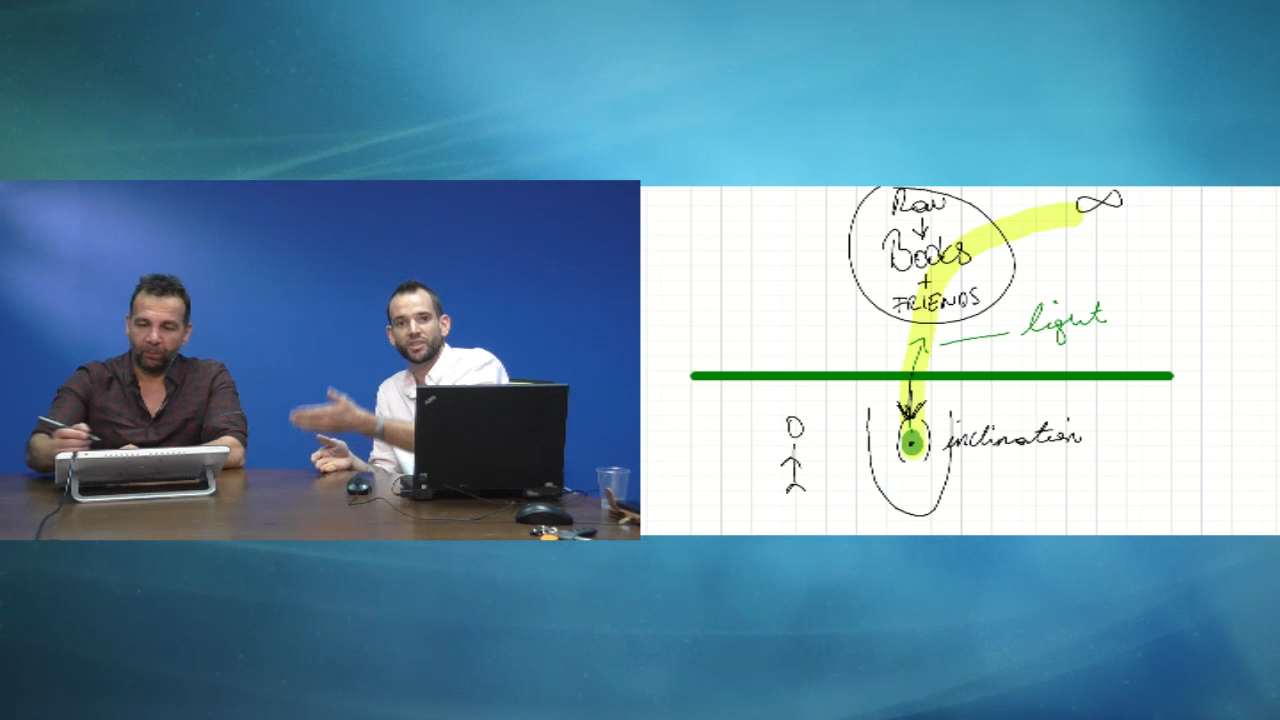 Rav
∞
Books
+
FRIENDS
light
inclination